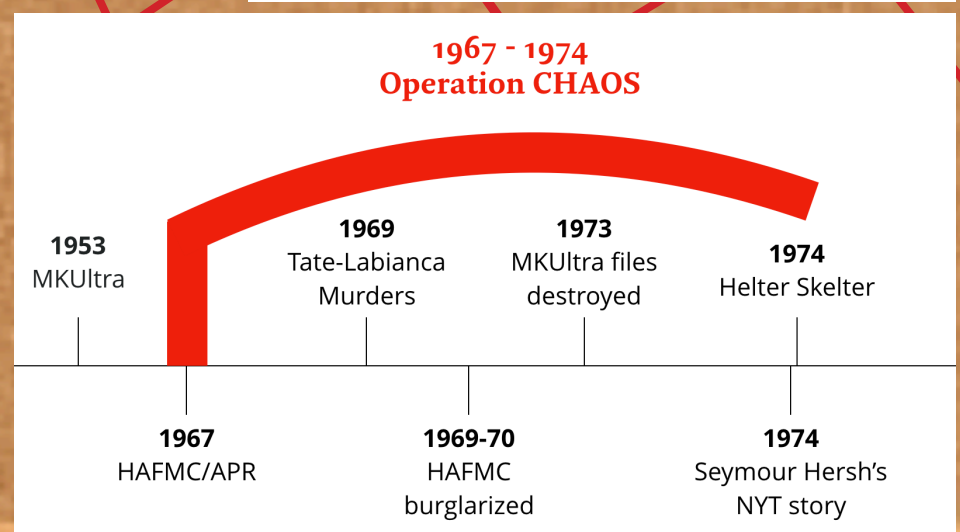 1967 - 1974
Operation CHAOS
1953
MKUltra
1969
Tate-Labianca
Murders
1973
MKUltra files
destroyed
1974
Helter Skelter
1967
HAFMC/APR
1969-70
HAFMC
burglarized
1974
Seymour Hersh’s
NYT story